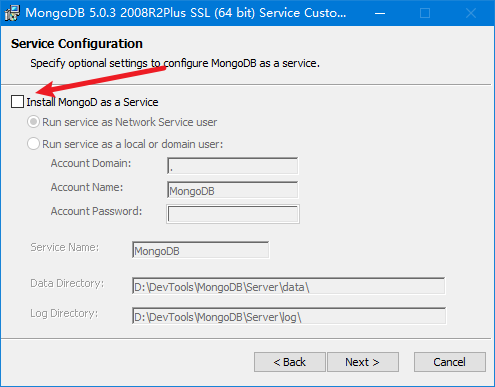 MongoDB 5.0.3 2008R2Plus SSL (64 bit) Service Custo...
Service Configuration
Specify optional settings to configure MongoDB as a service.
Install MongoD as a Service
Run service as Network Service user
Run service as a local or domain user:
Account Domain: .
Account Name: MongoDB
Account Password:
Service Name: MongoDB
Data Directory: D:\DevTools\MongoDB\Server\data\
Log Directory: D:\DevTools\MongoDB\Server\log\
< Back Next > Cancel